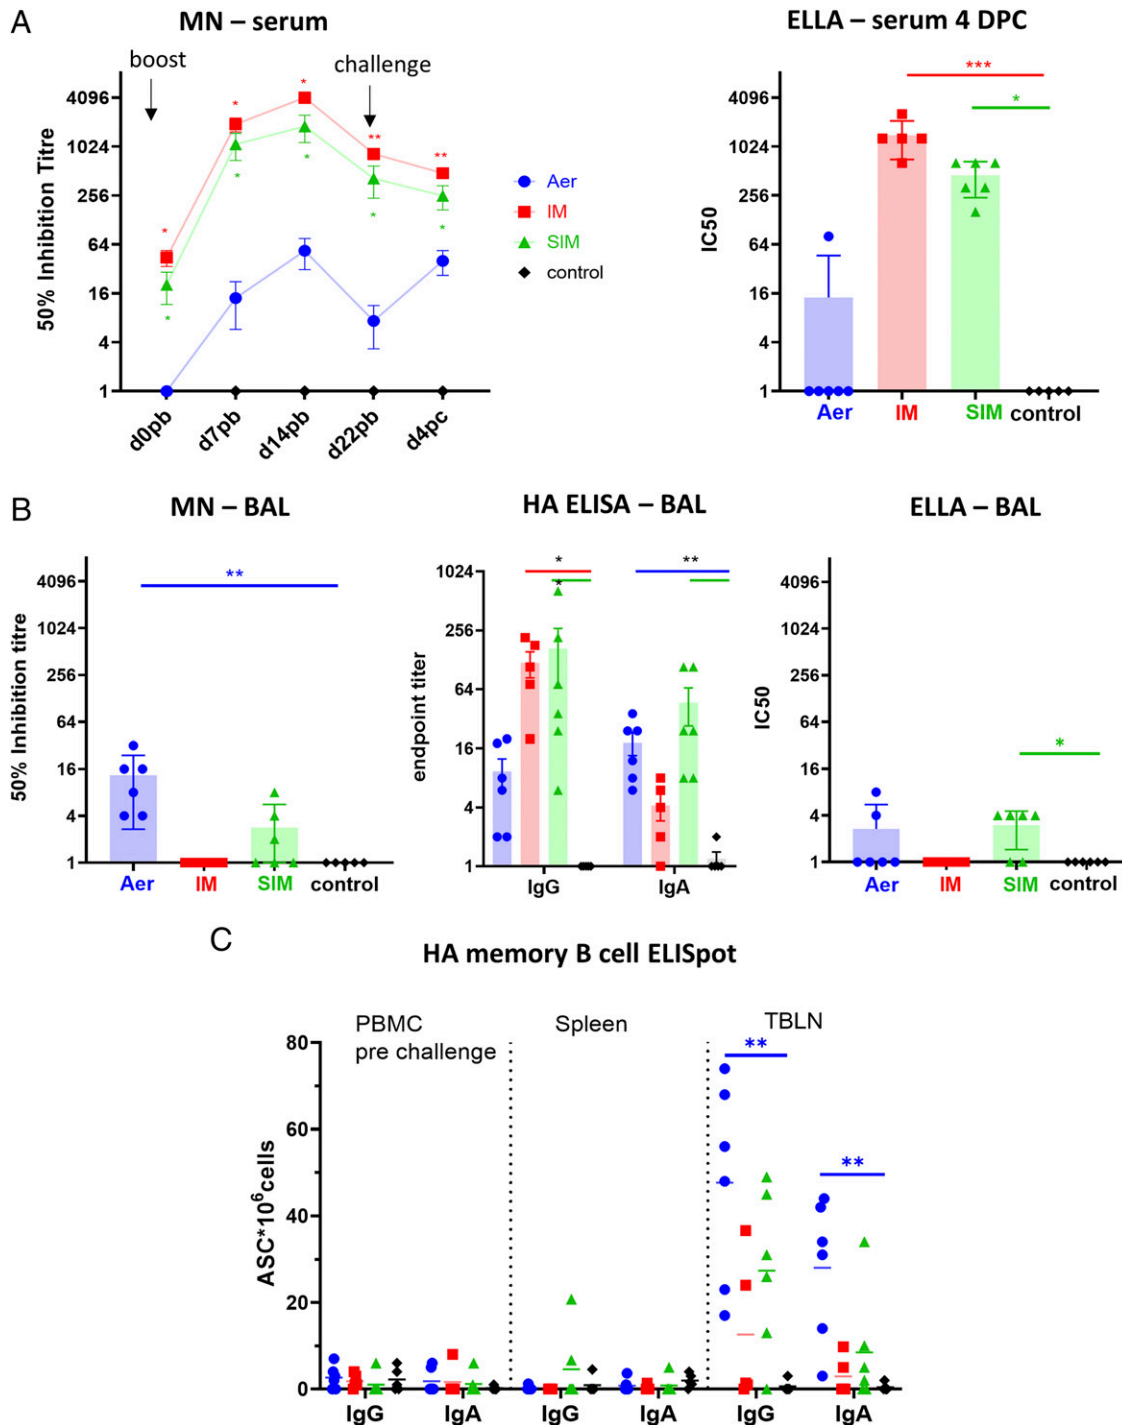 A
MN – serum
boost
challenge
50% Inhibition Titre
4096
1024
256
64
16
4
1
* * * ** **
* * * * *
d0pb d7pb d14pb d22pb d4pc
Aer
IM
SIM
control
ELLA – serum 4 DPC
***
*
IC50
4096
1024
256
64
16
4
1
Aer IM SIM control
B
MN – BAL
**
50% Inhibition titre
4096
1024
256
64
16
4
1
Aer IM SIM control
HA ELISA – BAL
* **
*
endpoint titer
1024
256
64
16
4
1
IgG IgA
ELLA – BAL
*
IC50
4096
1024
256
64
16
4
1
Aer IM SIM control
C
HA memory B cell ELISpot
PBMC
pre challenge
Spleen
TBLN
**
**
ASC*10⁶cells
80
60
40
20
0
IgG IgA IgG IgA IgG IgA